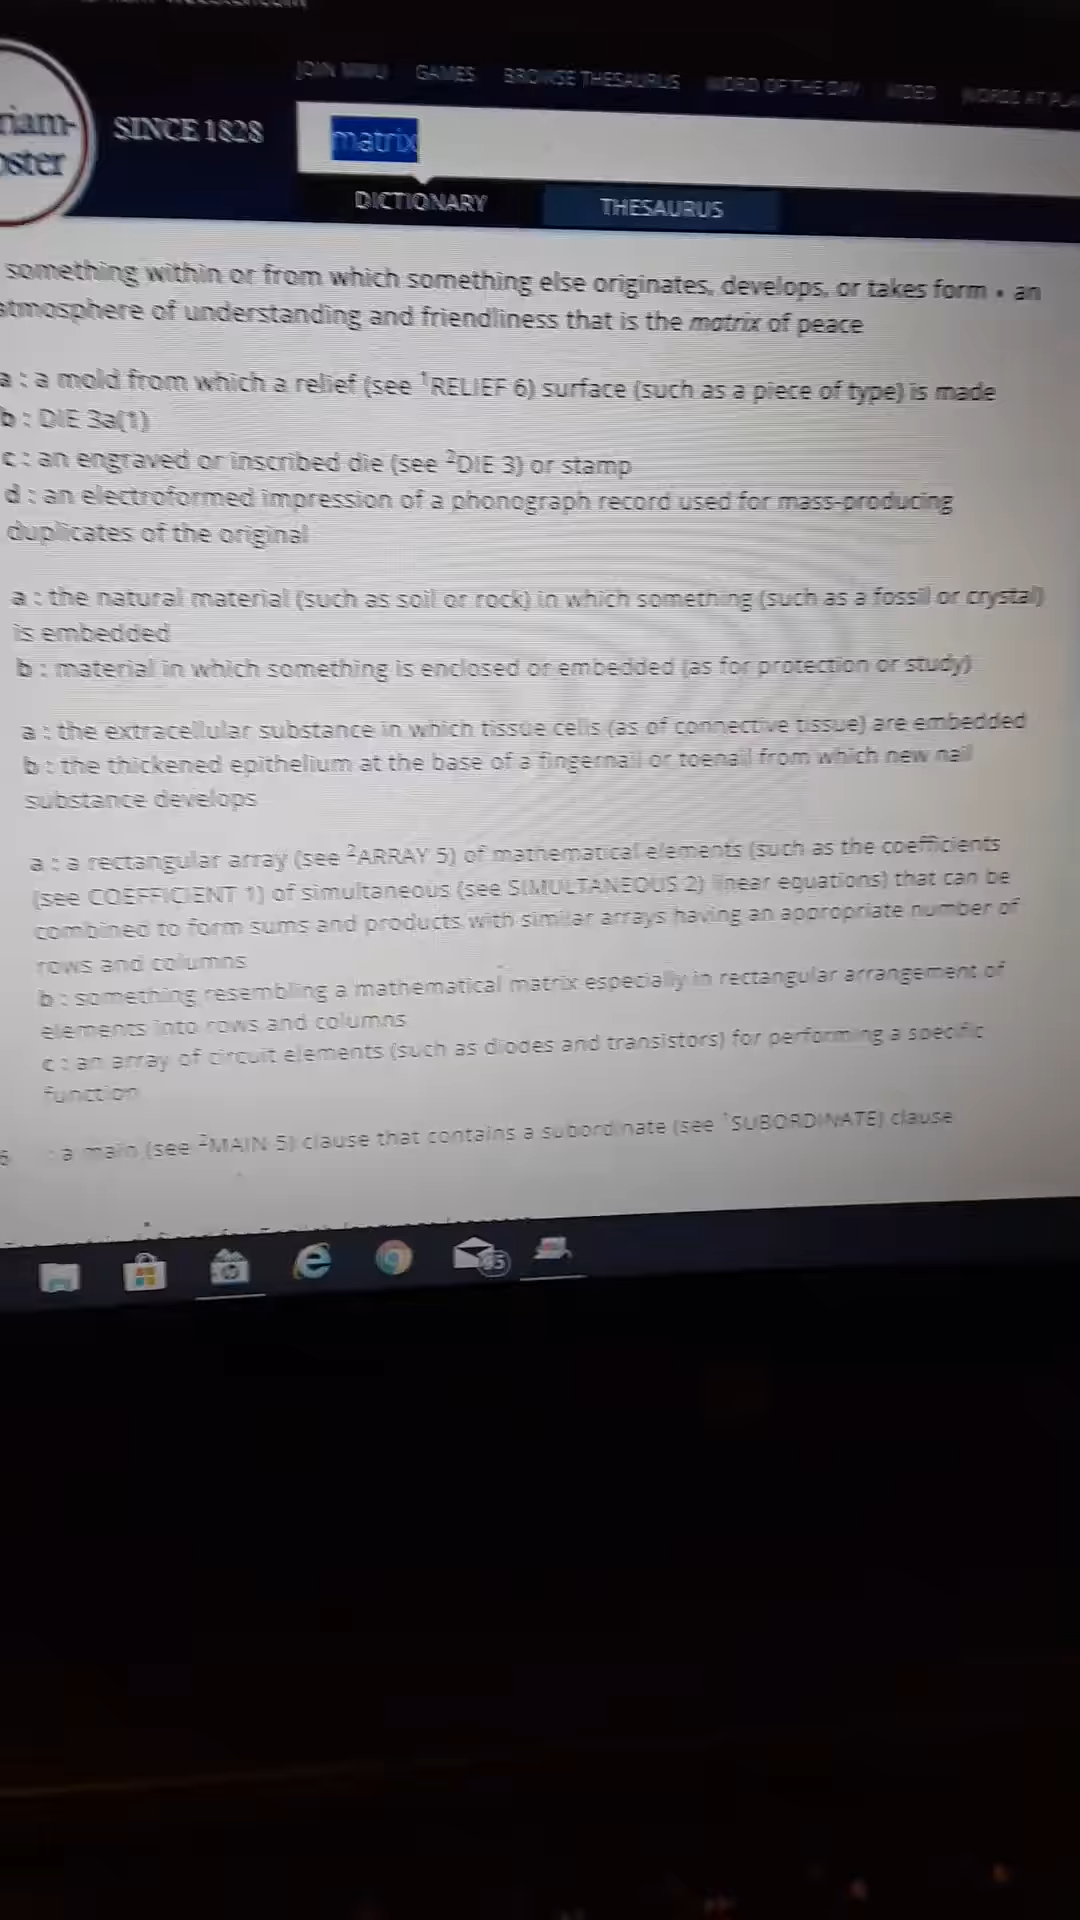 JOIN MWU GAMES BROWSE THESAURUS WORD OF THE DAY VIDEO WORDS AT PLA
riam-
ster
SINCE 1828
matrix
DICTIONARY THESAURUS
something within or from which something else originates, develops, or takes form • an
atmosphere of understanding and friendliness that is the matrix of peace
a : a mold from which a relief (see ¹RELIEF 6) surface (such as a piece of type) is made
b : DIE 3a(1)
c : an engraved or inscribed die (see ²DIE 3) or stamp
d : an electroformed impression of a phonograph record used for mass-producing
duplicates of the original
a : the natural material (such as soil or rock) in which something (such as a fossil or crystal)
is embedded
b : material in which something is enclosed or embedded (as for protection or study)
a : the extracellular substance in which tissue cells (as of connective tissue) are embedded
b : the thickened epithelium at the base of a fingernail or toenail from which new nail
substance develops
a : a rectangular array (see ²ARRAY 5) of mathematical elements (such as the coefficients
(see COEFFICIENT 1) of simultaneous (see SIMULTANEOUS 2) linear equations) that can be
combined to form sums and products with similar arrays having an appropriate number of
rows and columns
b : something resembling a mathematical matrix especially in rectangular arrangement of
elements into rows and columns
c : an array of circuit elements (such as diodes and transistors) for performing a specific
function
6 : a main (see ²MAIN 5) clause that contains a subordinate (see ¹SUBORDINATE) clause